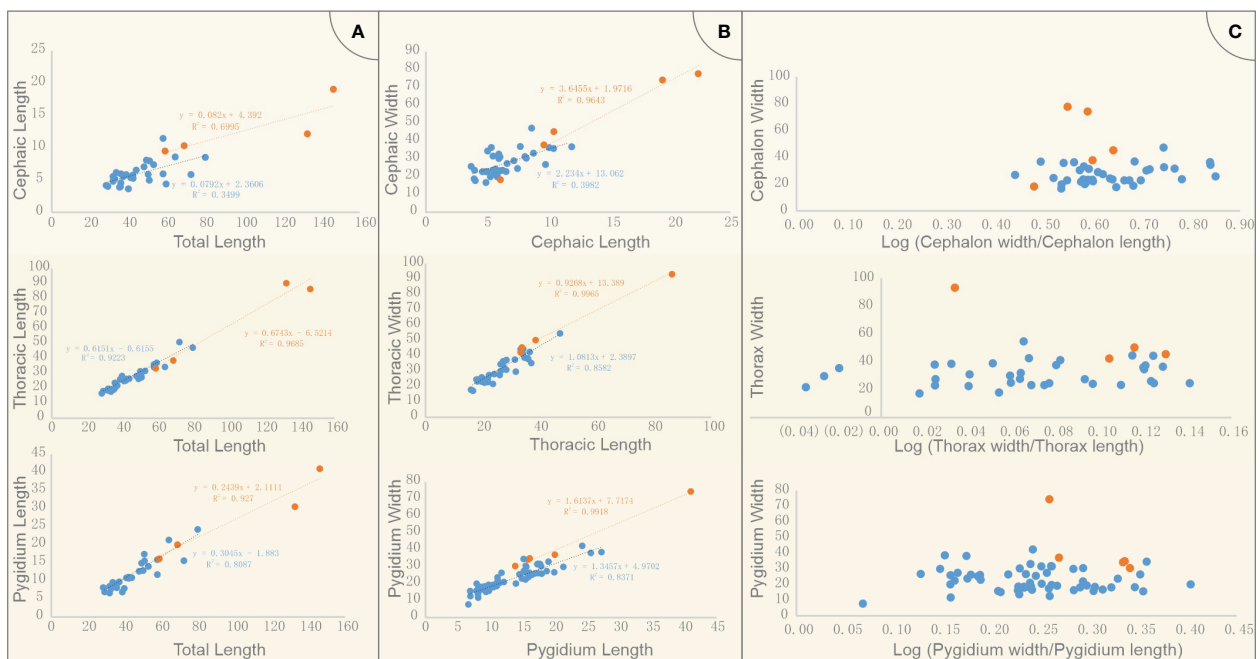 A
Cephaic Length
25
20
15
10
5
0
y = 0.082x + 4.392
R² = 0.6995
y = 0.0792x + 2.3606
R² = 0.3499
0 20 40 60 80 100 120 140 160
Total Length
Thoracic Length
100
90
80
70
60
50
40
30
20
10
0
y = 0.6151x - 0.6155
R² = 0.9223
y = 0.6743x - 6.5214
R² = 0.9685
0 20 40 60 80 100 120 140 160
Total Length
Pygidium Length
45
40
35
30
25
20
15
10
5
0
y = 0.2439x + 2.1111
R² = 0.927
y = 0.3045x - 1.883
R² = 0.8087
0 20 40 60 80 100 120 140 160
Total Length
B
Cephaic Width
90
80
70
60
50
40
30
20
10
0
y = 3.6455x + 1.9716
R² = 0.9643
y = 2.234x + 13.062
R² = 0.3982
0 5 10 15 20 25
Cephaic Length
Thoracic Width
100
90
80
70
60
50
40
30
20
10
0
y = 0.9268x + 13.389
R² = 0.9965
y = 1.0813x + 2.3897
R² = 0.8582
0 20 40 60 80 100
Thoracic Length
Pygidium Width
80
70
60
50
40
30
20
10
0
y = 1.6137x + 7.7174
R² = 0.9918
y = 1.3457x + 4.9702
R² = 0.8371
0 5 10 15 20 25 30 35 40 45
Pygidium Length
C
Cephalon Width
100
80
60
40
20
0
0.00 0.10 0.20 0.30 0.40 0.50 0.60 0.70 0.80 0.90
Log (Cephalon width/Cephalon length)
Thorax Width
100
80
60
40
20
0
(0.04) (0.02) 0.00 0.02 0.04 0.06 0.08 0.10 0.12 0.14 0.16
Log (Thorax width/Thorax length)
Pygidium Width
80
70
60
50
40
30
20
10
0
0.00 0.05 0.10 0.15 0.20 0.25 0.30 0.35 0.40 0.45
Log (Pygidium width/Pygidium length)